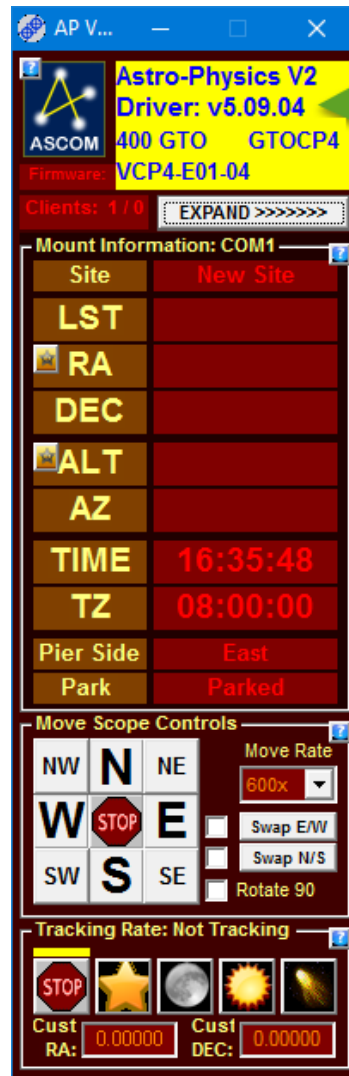 AP V...
Astro-Physics V2
Driver: v5.09.04
ASCOM
400 GTO GTOCP4
Firmware: VCP4-E01-04
Clients: 1 / 0 EXPAND >>>>>>>
Mount Information: COM1
Site New Site
LST
RA
DEC
ALT
AZ
TIME 16:35:48
TZ 08:00:00
Pier Side East
Park Parked
Move Scope Controls
NW N NE
Move Rate
600x
W STOP E
Swap E/W
Swap N/S
SW S SE
Rotate 90
Tracking Rate: Not Tracking
STOP
Cust RA: 0.00000 Cust DEC: 0.00000